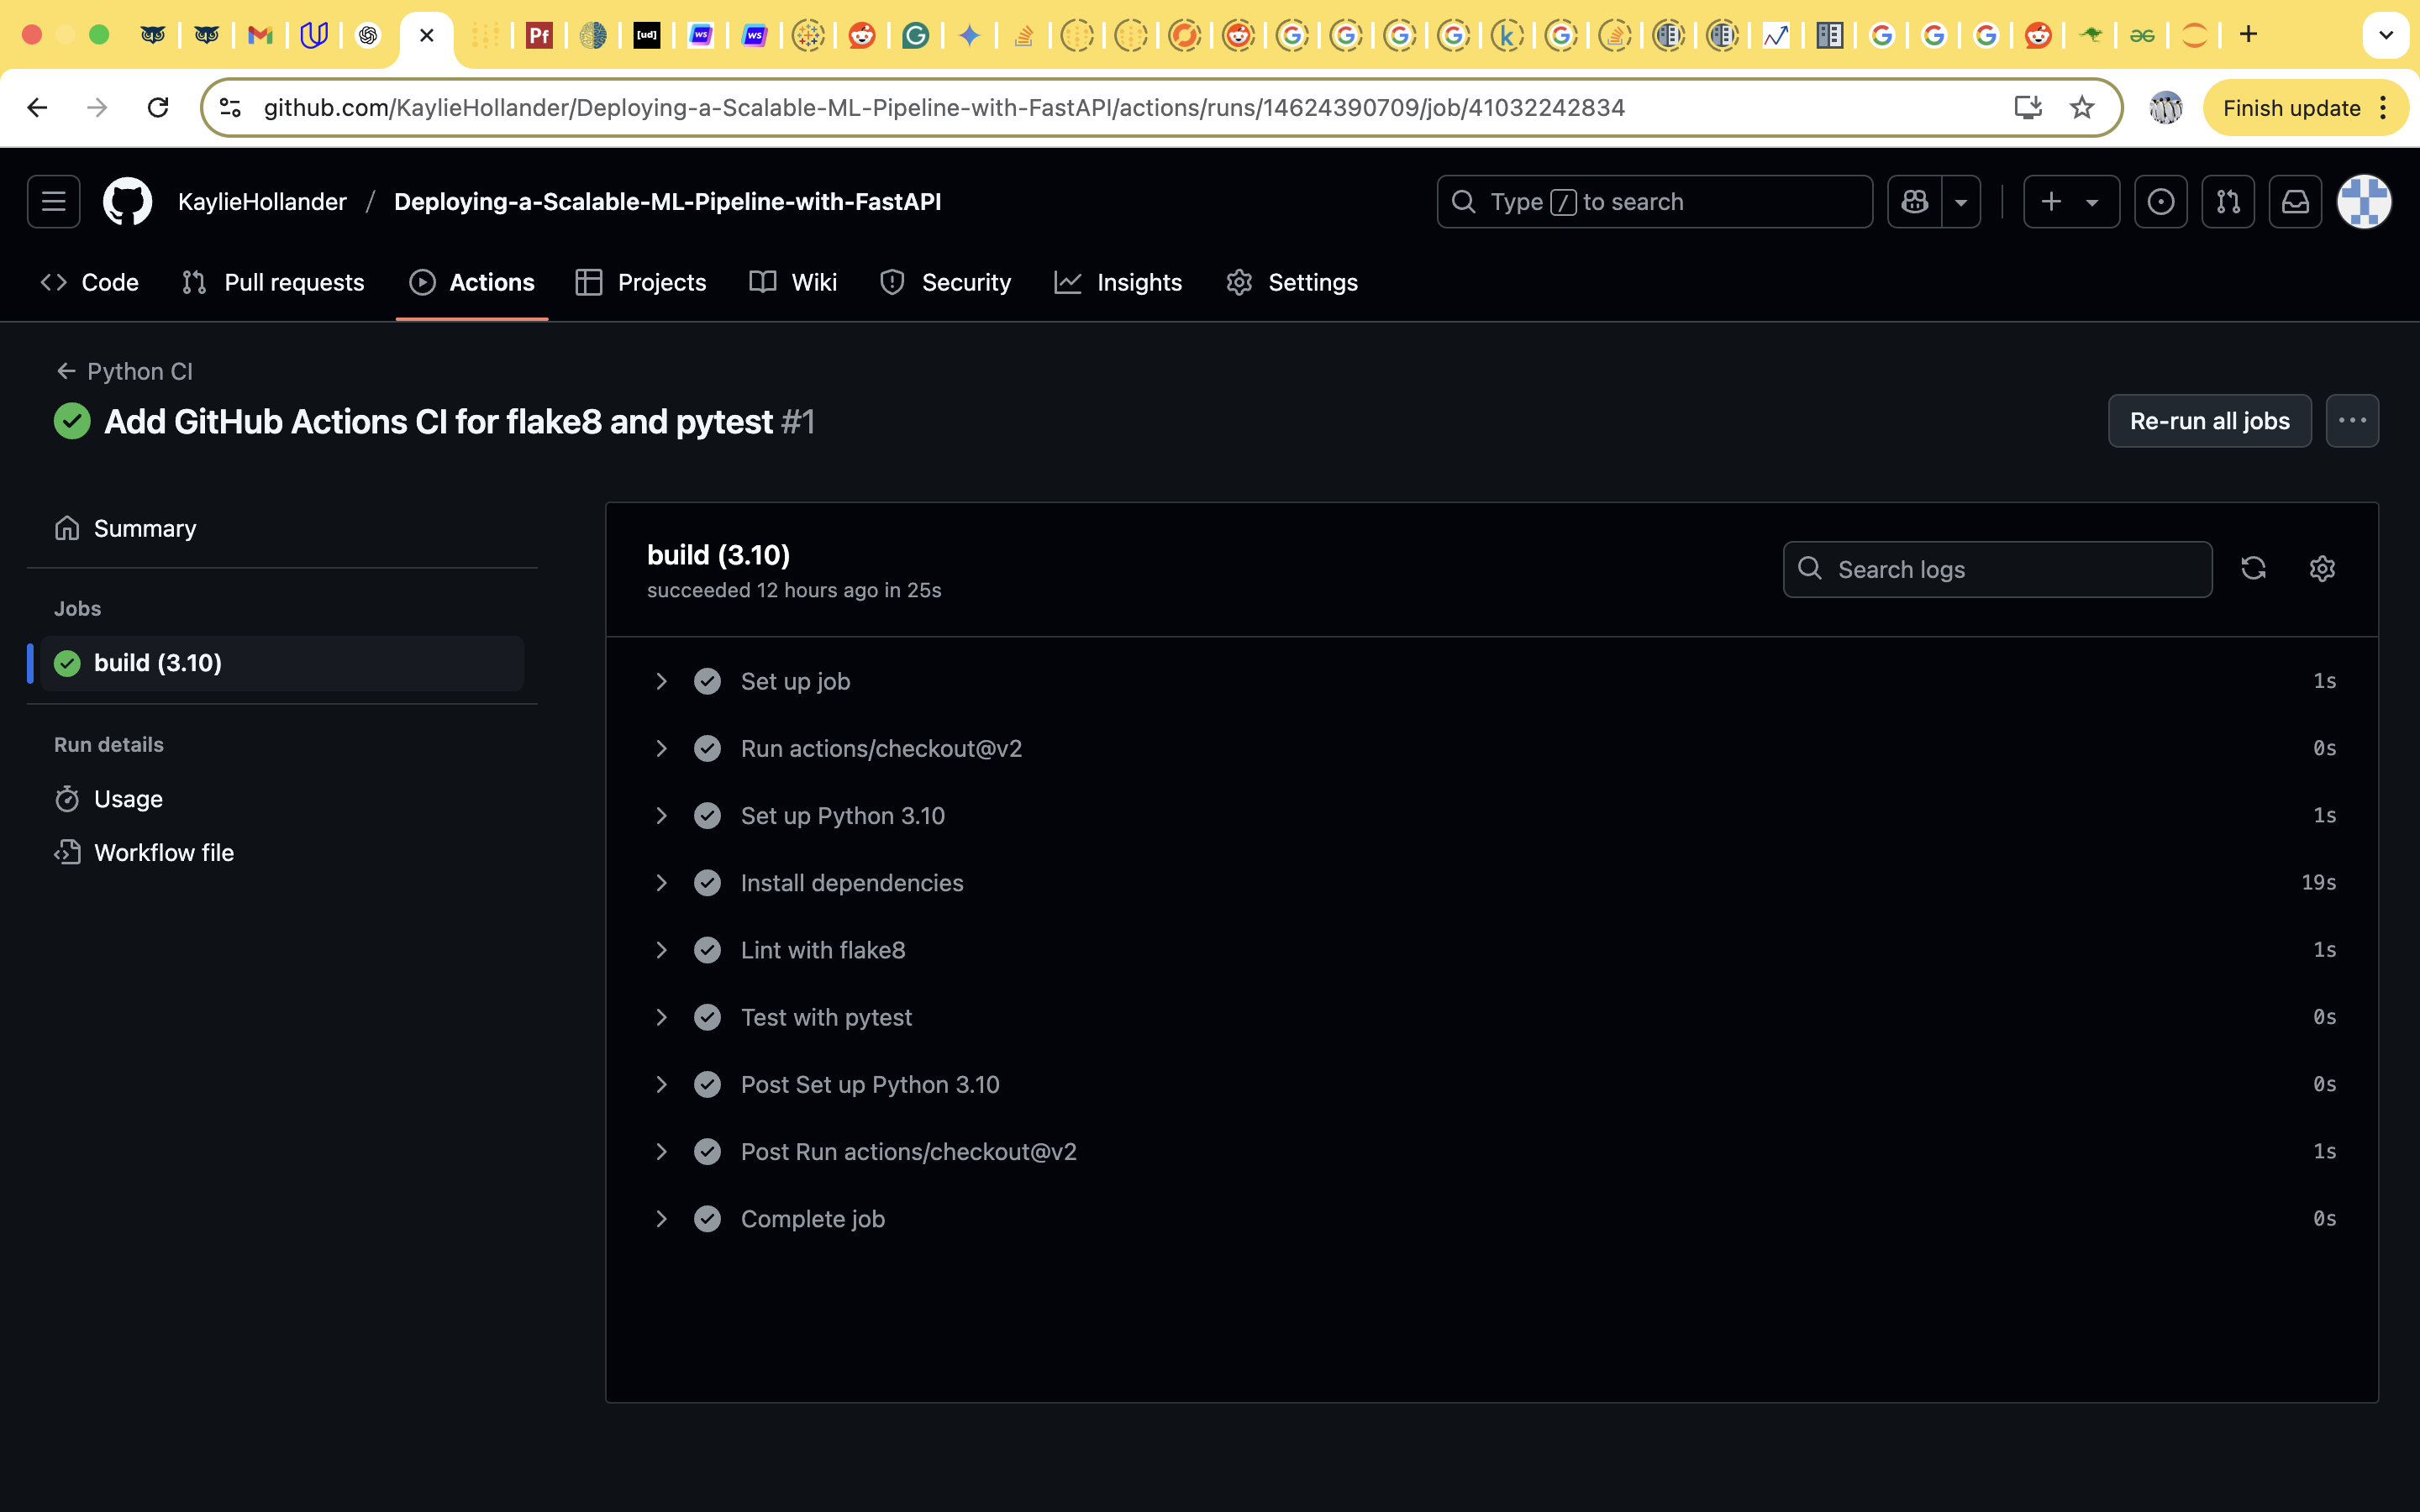 Pf
[ud]
ws
ws
github.com/KaylieHollander/Deploying-a-Scalable-ML-Pipeline-with-FastAPI/actions/runs/14624390709/job/41032242834
Finish update
KaylieHollander / Deploying-a-Scalable-ML-Pipeline-with-FastAPI
Type / to search
Code
Pull requests
Actions
Projects
Wiki
Security
Insights
Settings
Python CI
Add GitHub Actions CI for flake8 and pytest #1
Re-run all jobs
Summary
Jobs
build (3.10)
Run details
Usage
Workflow file
build (3.10)
succeeded 12 hours ago in 25s
Search logs
Set up job 1s
Run actions/checkout@v2 0s
Set up Python 3.10 1s
Install dependencies 19s
Lint with flake8 1s
Test with pytest 0s
Post Set up Python 3.10 0s
Post Run actions/checkout@v2 1s
Complete job 0s